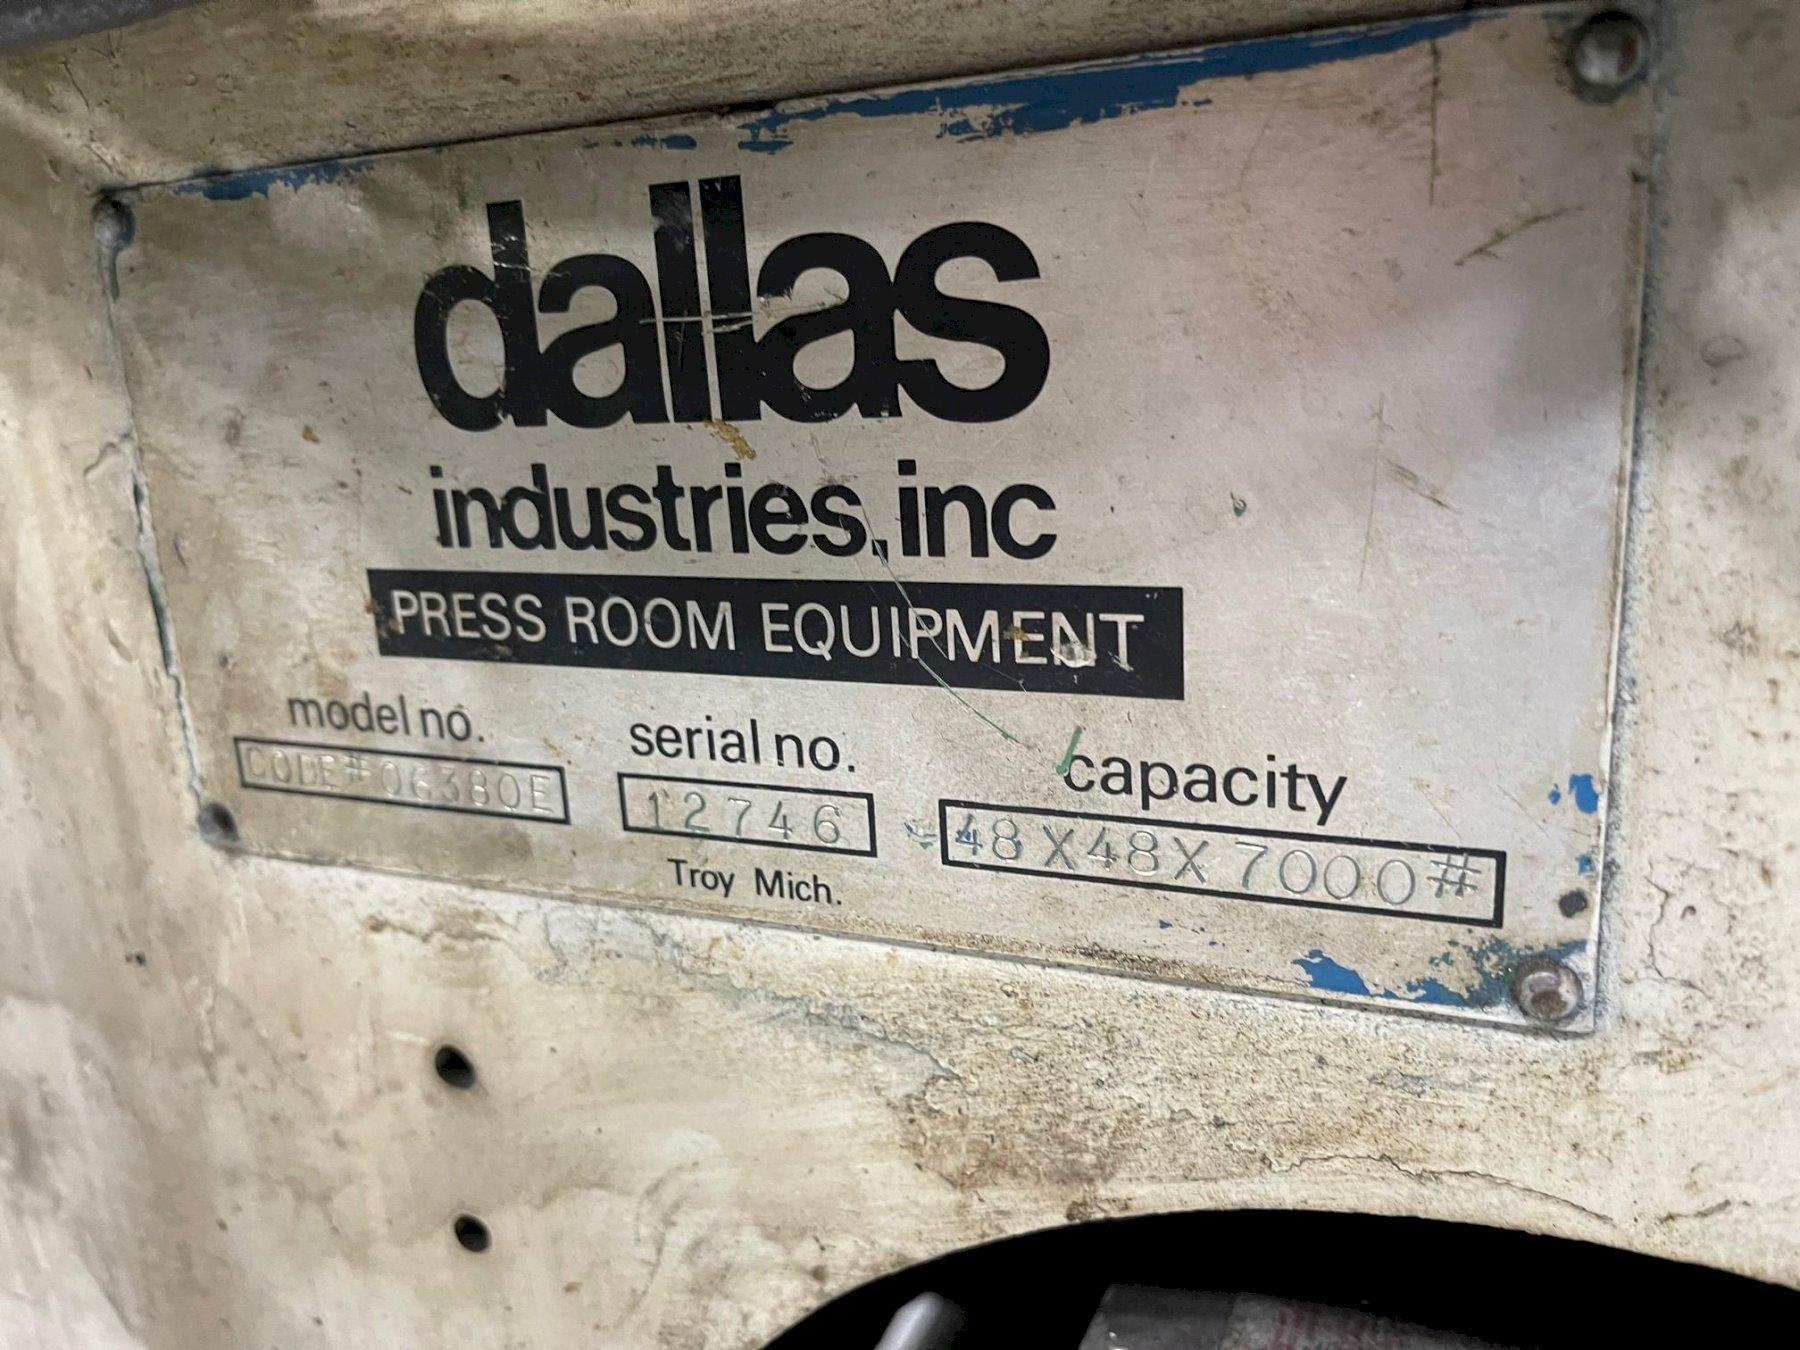 dallas
industries, inc
PRESS ROOM EQUIPMENT
model no. serial no. capacity
CODE# 06380E 12746 48X48X7000#
Troy Mich.